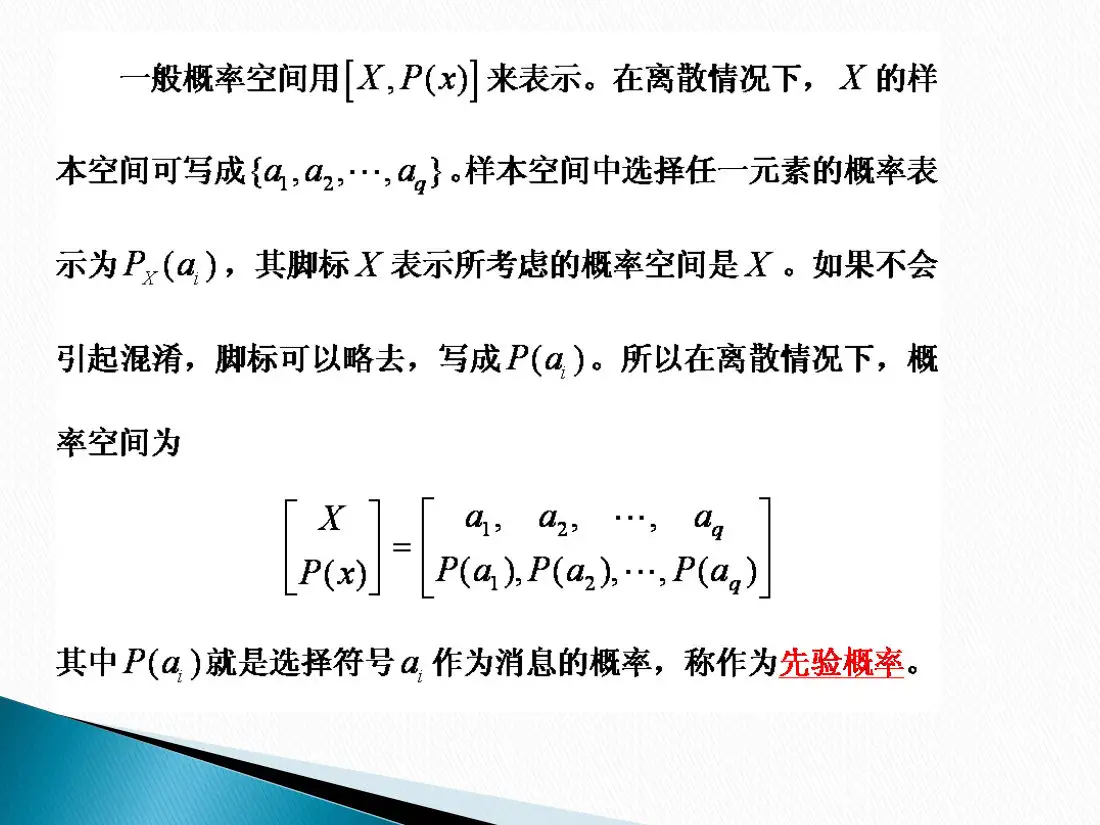 一般概率空间用[X,P(x)]来表示。在离散情况下，X 的样
本空间可写成{a₁,a₂,⋯,a_q}。样本空间中选择任一元素的概率表
示为P_X(a_i)，其脚标 X 表示所考虑的概率空间是 X 。如果不会
引起混淆，脚标可以略去，写成P(a_i)。所以在离散情况下，概
率空间为
[X] = [a₁, a₂, ⋯, a_q]
[P(x)] = [P(a₁),P(a₂),⋯,P(a_q)]
其中P(a_i)就是选择符号a_i作为消息的概率，称作为先验概率。